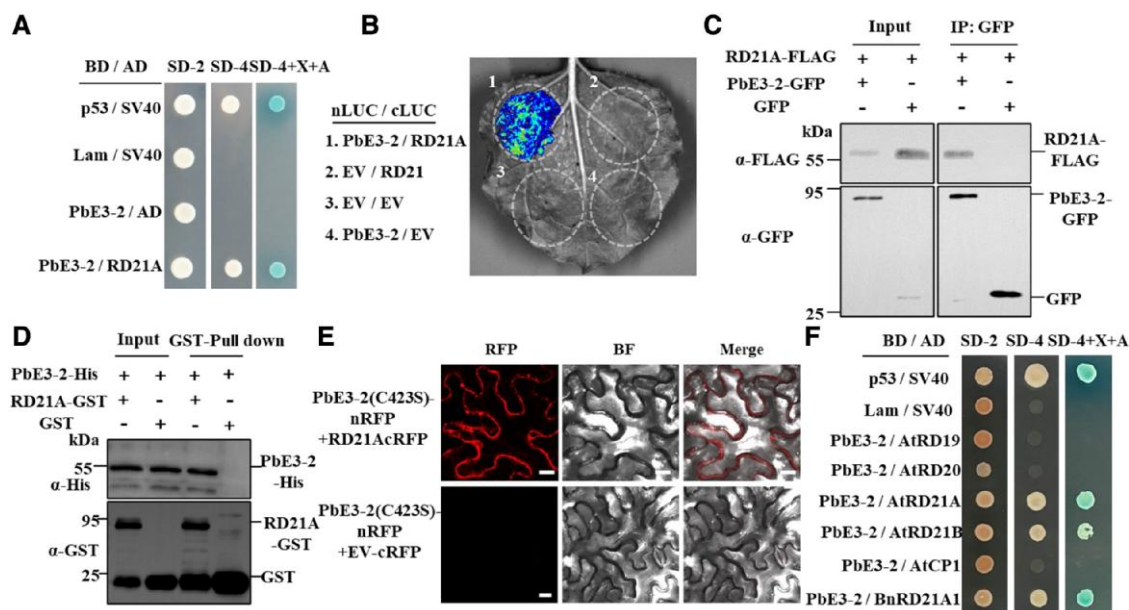 A
BD / AD SD-2 SD-4 SD-4+X+A
p53 / SV40
Lam / SV40
PbE3-2 / AD
PbE3-2 / RD21A
B
nLUC / cLUC
1. PbE3-2 / RD21A
2. EV / RD21
3. EV / EV
4. PbE3-2 / EV
1 2
3 4
C
Input IP: GFP
RD21A-FLAG + + + +
PbE3-2-GFP + - + -
GFP - + - +
kDa
α-FLAG 55
RD21A-
FLAG
95
PbE3-2-
GFP
α-GFP
25
GFP
D
Input GST-Pull down
PbE3-2-His + + + +
RD21A-GST + - + -
GST - + - +
kDa
55
α-His
PbE3-2
-His
95
α-GST
RD21A
-GST
25
GST
E
RFP BF Merge
PbE3-2(C423S)-
nRFP
+RD21AcRFP
PbE3-2(C423S)-
nRFP
+EV-cRFP
F
BD / AD SD-2 SD-4 SD-4+X+A
p53 / SV40
Lam / SV40
PbE3-2 / AtRD19
PbE3-2 / AtRD20
PbE3-2 / AtRD21A
PbE3-2 / AtRD21B
PbE3-2 / AtCP1
PbE3-2 / BnRD21A1